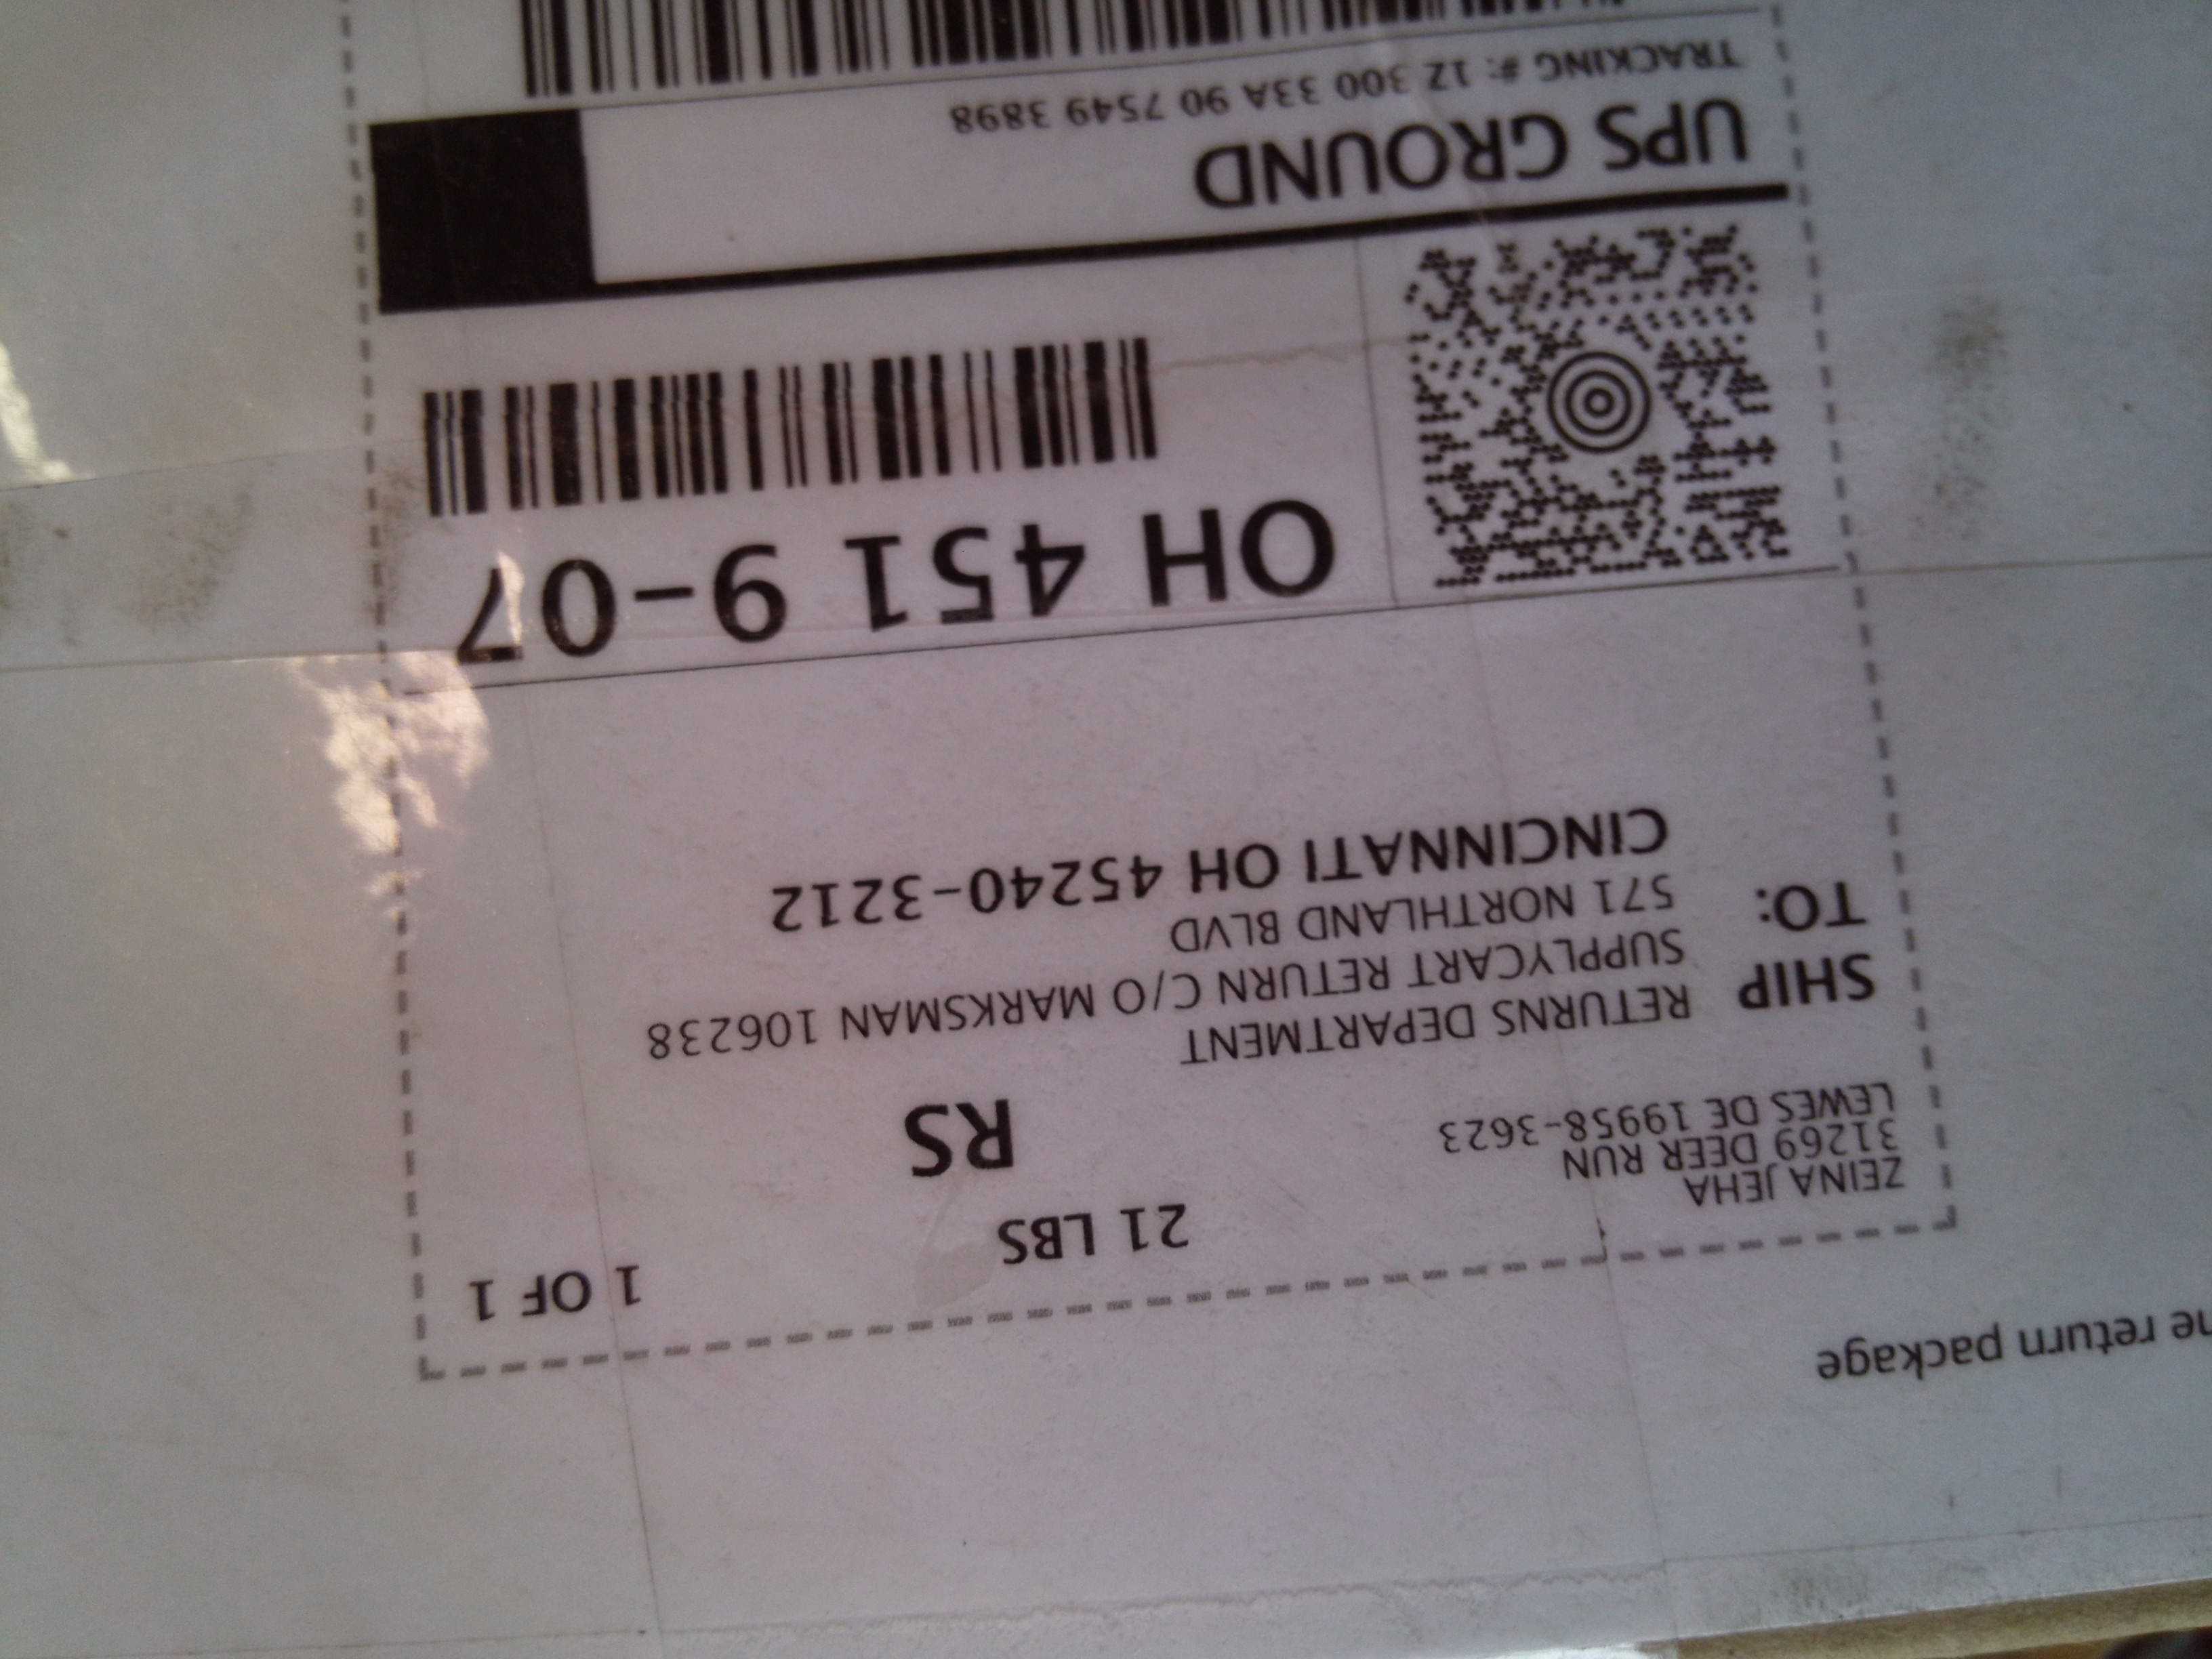 he return package
1 OF 1
21 LBS
RS
ZEINA JEHA
31269 DEER RUN
LEWES DE 19958-3623
SHIP
TO:
RETURNS DEPARTMENT
SUPPLYCART RETURN C/O MARKSMAN 106238
571 NORTHLAND BLVD
CINCINNATI OH 45240-3212
OH 451 9-07
UPS GROUND
TRACKING #: 1Z 300 33A 90 7549 3898